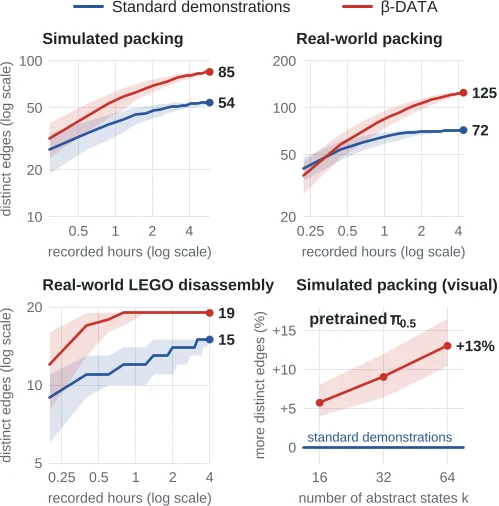 Standard demonstrations β-DATA
Simulated packing
distinct edges (log scale)
100
50
20
10
85
54
0.5 1 2 4
recorded hours (log scale)
Real-world packing
200
100
50
20
125
72
0.25 0.5 1 2 4
recorded hours (log scale)
Real-world LEGO disassembly
distinct edges (log scale)
20
10
5
19
15
0.25 0.5 1 2 4
recorded hours (log scale)
Simulated packing (visual)
more distinct edges (%)
pretrained π0.5
+15
+10
+5
0
+13%
standard demonstrations
16 32 64
number of abstract states k